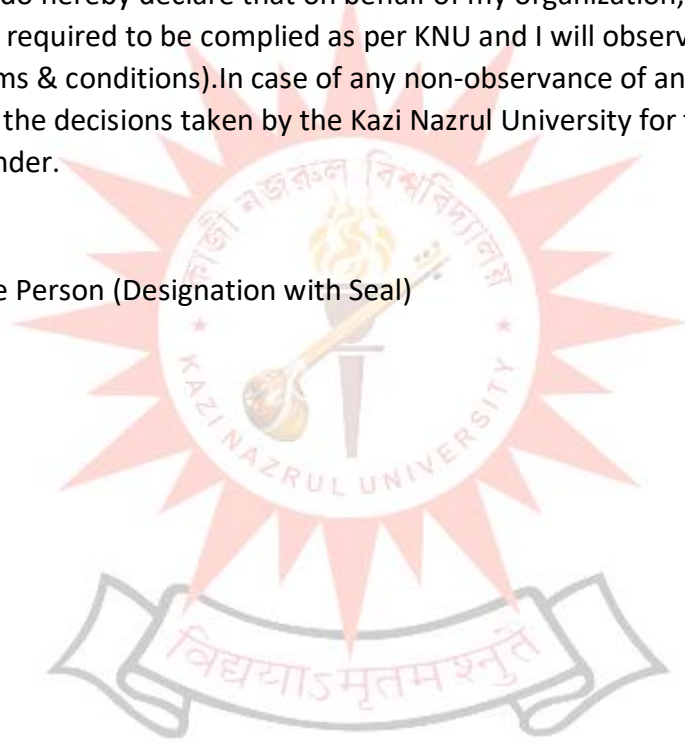 do hereby declare that on behalf of my organization,
required to be complied as per KNU and I will observ
ms & conditions).In case of any non-observance of an
the decisions taken by the Kazi Nazrul University for
nder.
e Person (Designation with Seal)
কাজী নজরুল বিশ্ববিদ্যালয়
KAZI NAZRUL UNIVERSITY
विद्ययाऽमृतमश्नुते